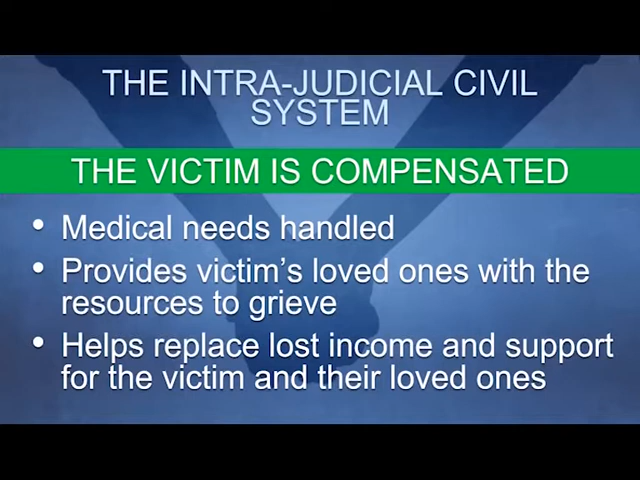 THE INTRA-JUDICIAL CIVIL
SYSTEM
THE VICTIM IS COMPENSATED
• Medical needs handled
• Provides victim's loved ones with the
resources to grieve
• Helps replace lost income and support
for the victim and their loved ones